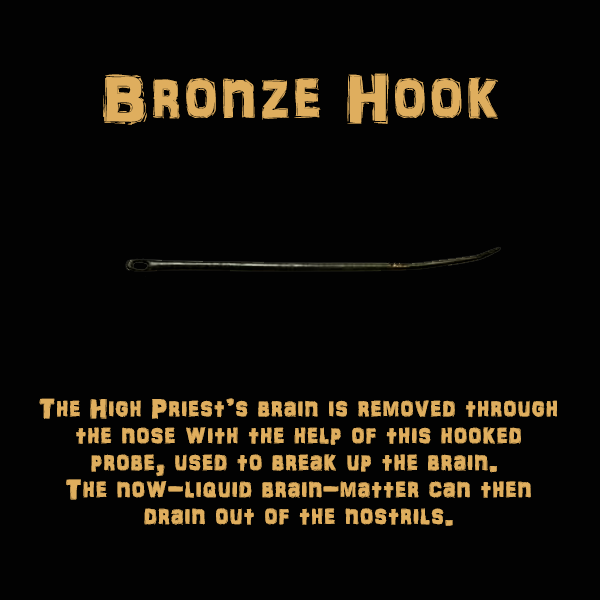 Bronze Hook
The High Priest's brain is removed through
the nose with the help of this hooked
probe, used to break up the brain.
The now-liquid brain-matter can then
drain out of the nostrils.